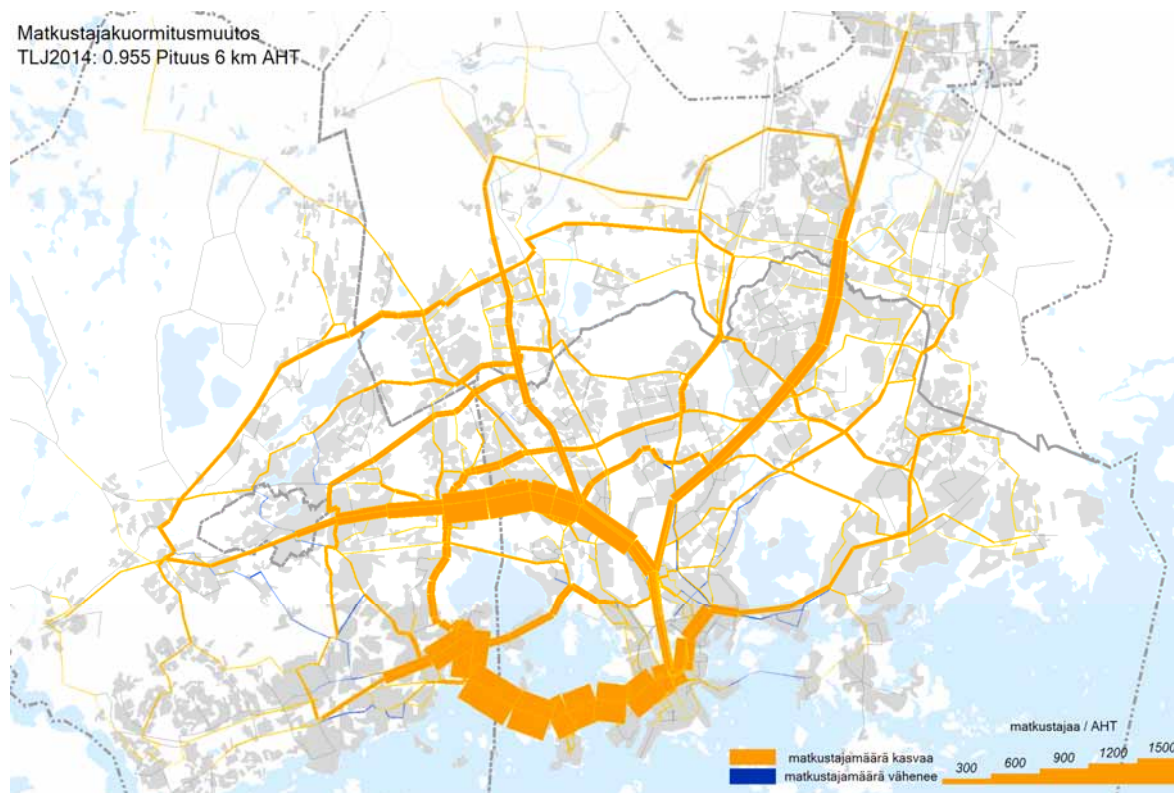 Matkustajakuormitusmuutos
TLJ2014: 0.955 Pituus 6 km AHT
matkustajaa / AHT
300 600 900 1200 1500
matkustajamäärä kasvaa
matkustajamäärä vähenee